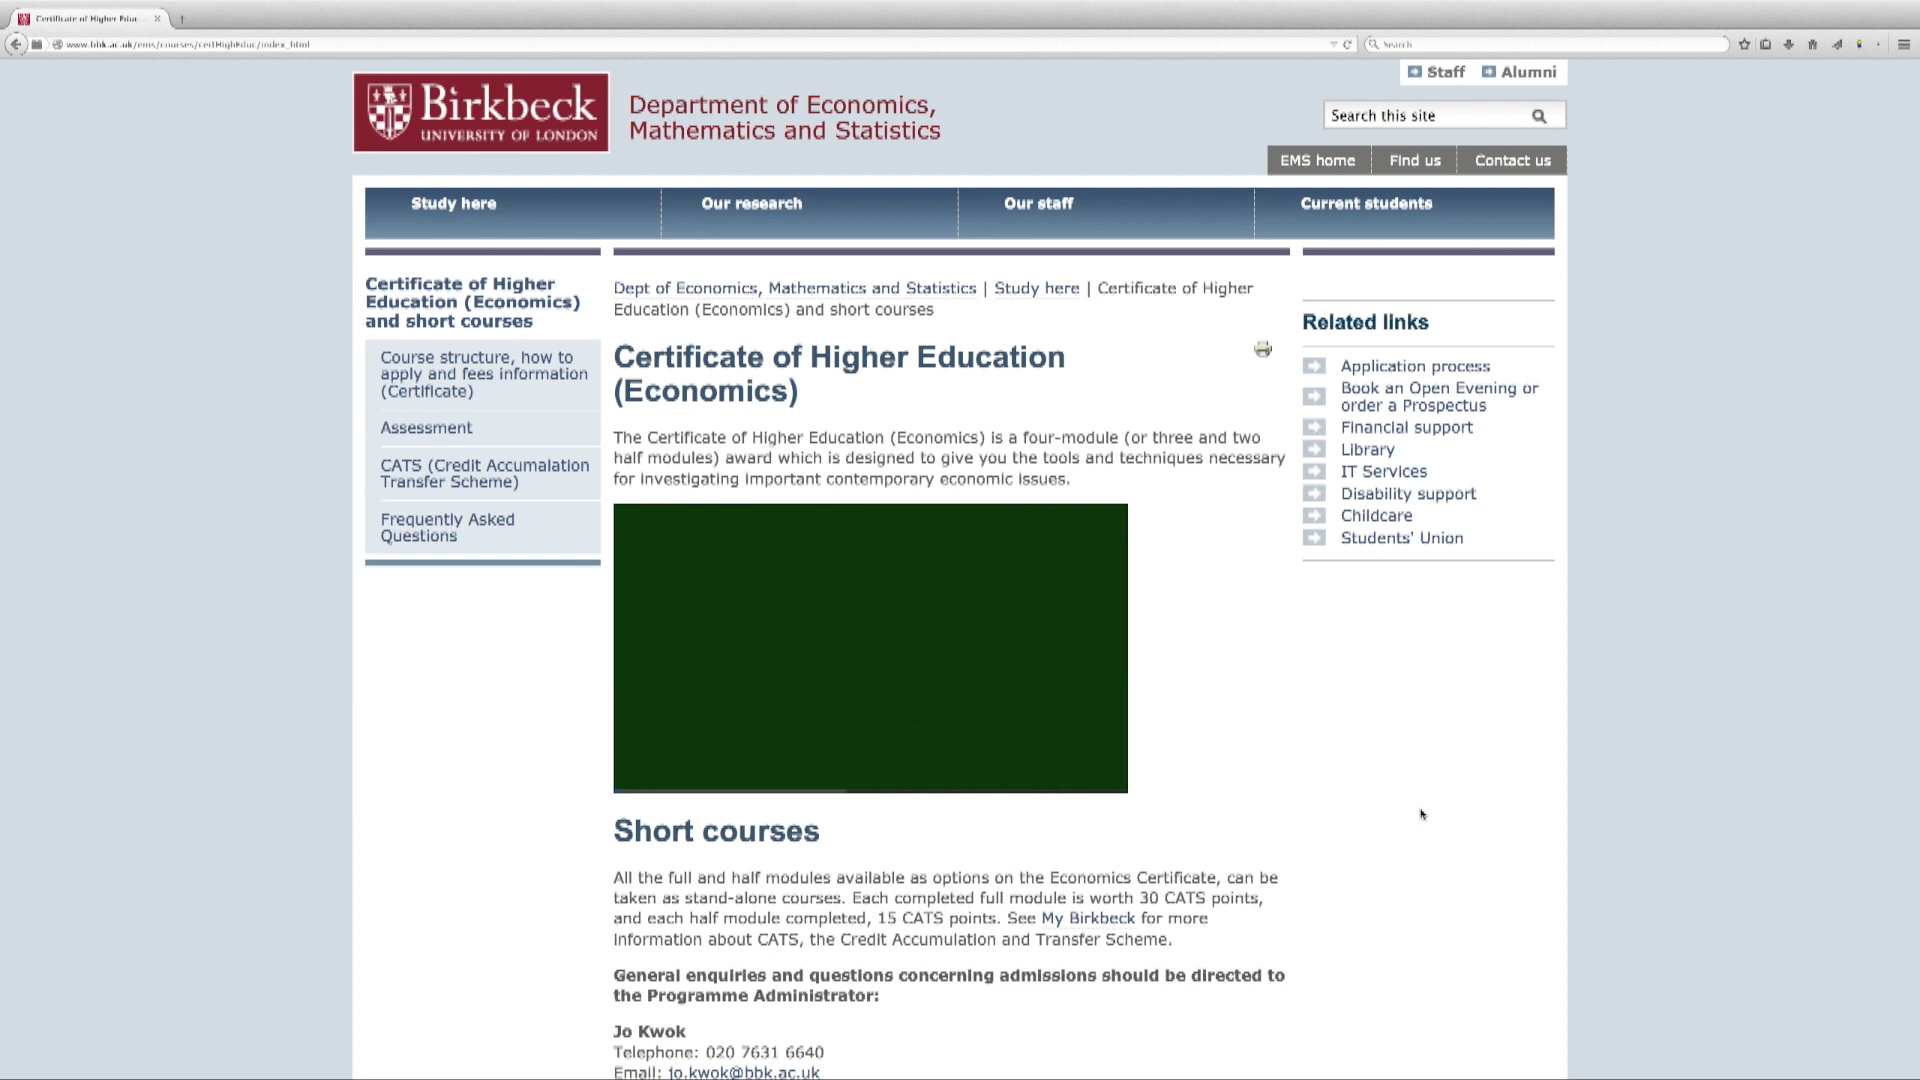 Certificate of Higher Educ...
www.bbk.ac.uk/ems/courses/certHighEduc/index_html
Search
Staff
Alumni
Birkbeck
UNIVERSITY OF LONDON
Department of Economics,
Mathematics and Statistics
Search this site
EMS home
Find us
Contact us
Study here
Our research
Our staff
Current students
Certificate of Higher
Education (Economics)
and short courses
Course structure, how to
apply and fees information
(Certificate)
Assessment
CATS (Credit Accumalation
Transfer Scheme)
Frequently Asked
Questions
Dept of Economics, Mathematics and Statistics | Study here | Certificate of Higher
Education (Economics) and short courses
Certificate of Higher Education
(Economics)
The Certificate of Higher Education (Economics) is a four-module (or three and two
half modules) award which is designed to give you the tools and techniques necessary
for investigating important contemporary economic issues.
Short courses
All the full and half modules available as options on the Economics Certificate, can be
taken as stand-alone courses. Each completed full module is worth 30 CATS points,
and each half module completed, 15 CATS points. See My Birkbeck for more
information about CATS, the Credit Accumulation and Transfer Scheme.
General enquiries and questions concerning admissions should be directed to
the Programme Administrator:
Jo Kwok
Telephone: 020 7631 6640
Email: jo.kwok@bbk.ac.uk
Related links
Application process
Book an Open Evening or
order a Prospectus
Financial support
Library
IT Services
Disability support
Childcare
Students' Union